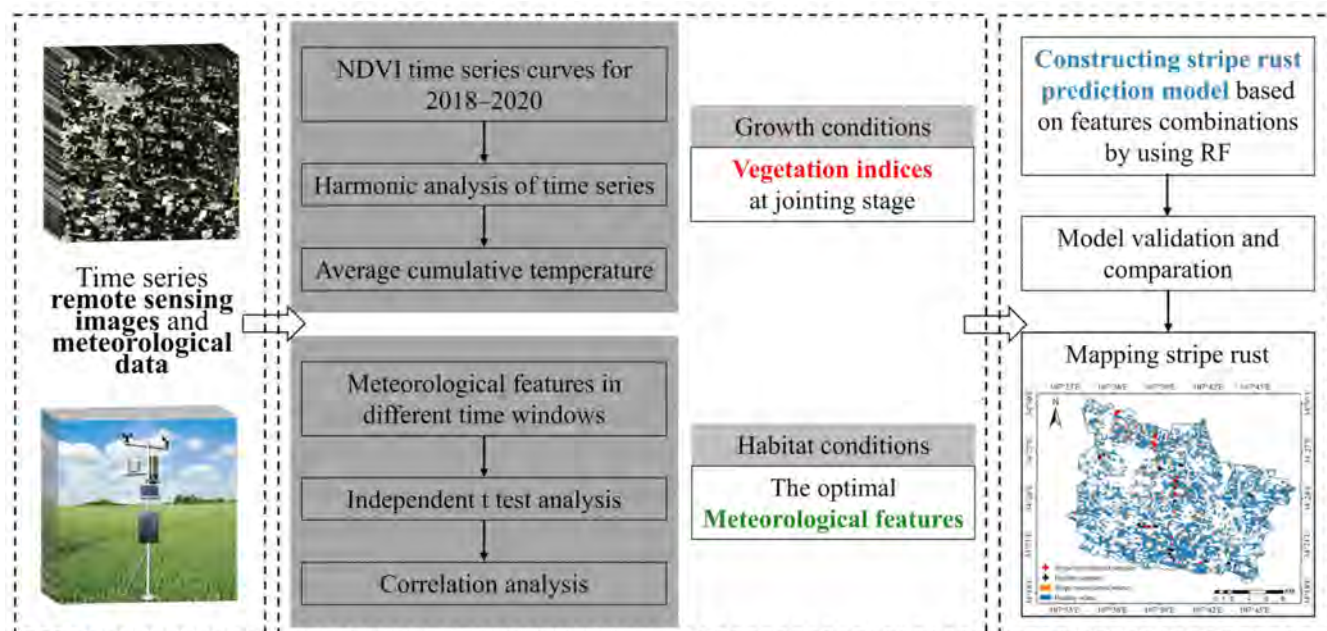 Time series
remote sensing
images and
meteorological
data
NDVI time series curves for
2018–2020
Harmonic analysis of time series
Average cumulative temperature
Meteorological features in
different time windows
Independent t test analysis
Correlation analysis
Growth conditions
Vegetation indices
at jointing stage
Habitat conditions
The optimal
Meteorological features
Constructing stripe rust
prediction model based
on features combinations
by using RF
Model validation and
comparation
Mapping stripe rust
N